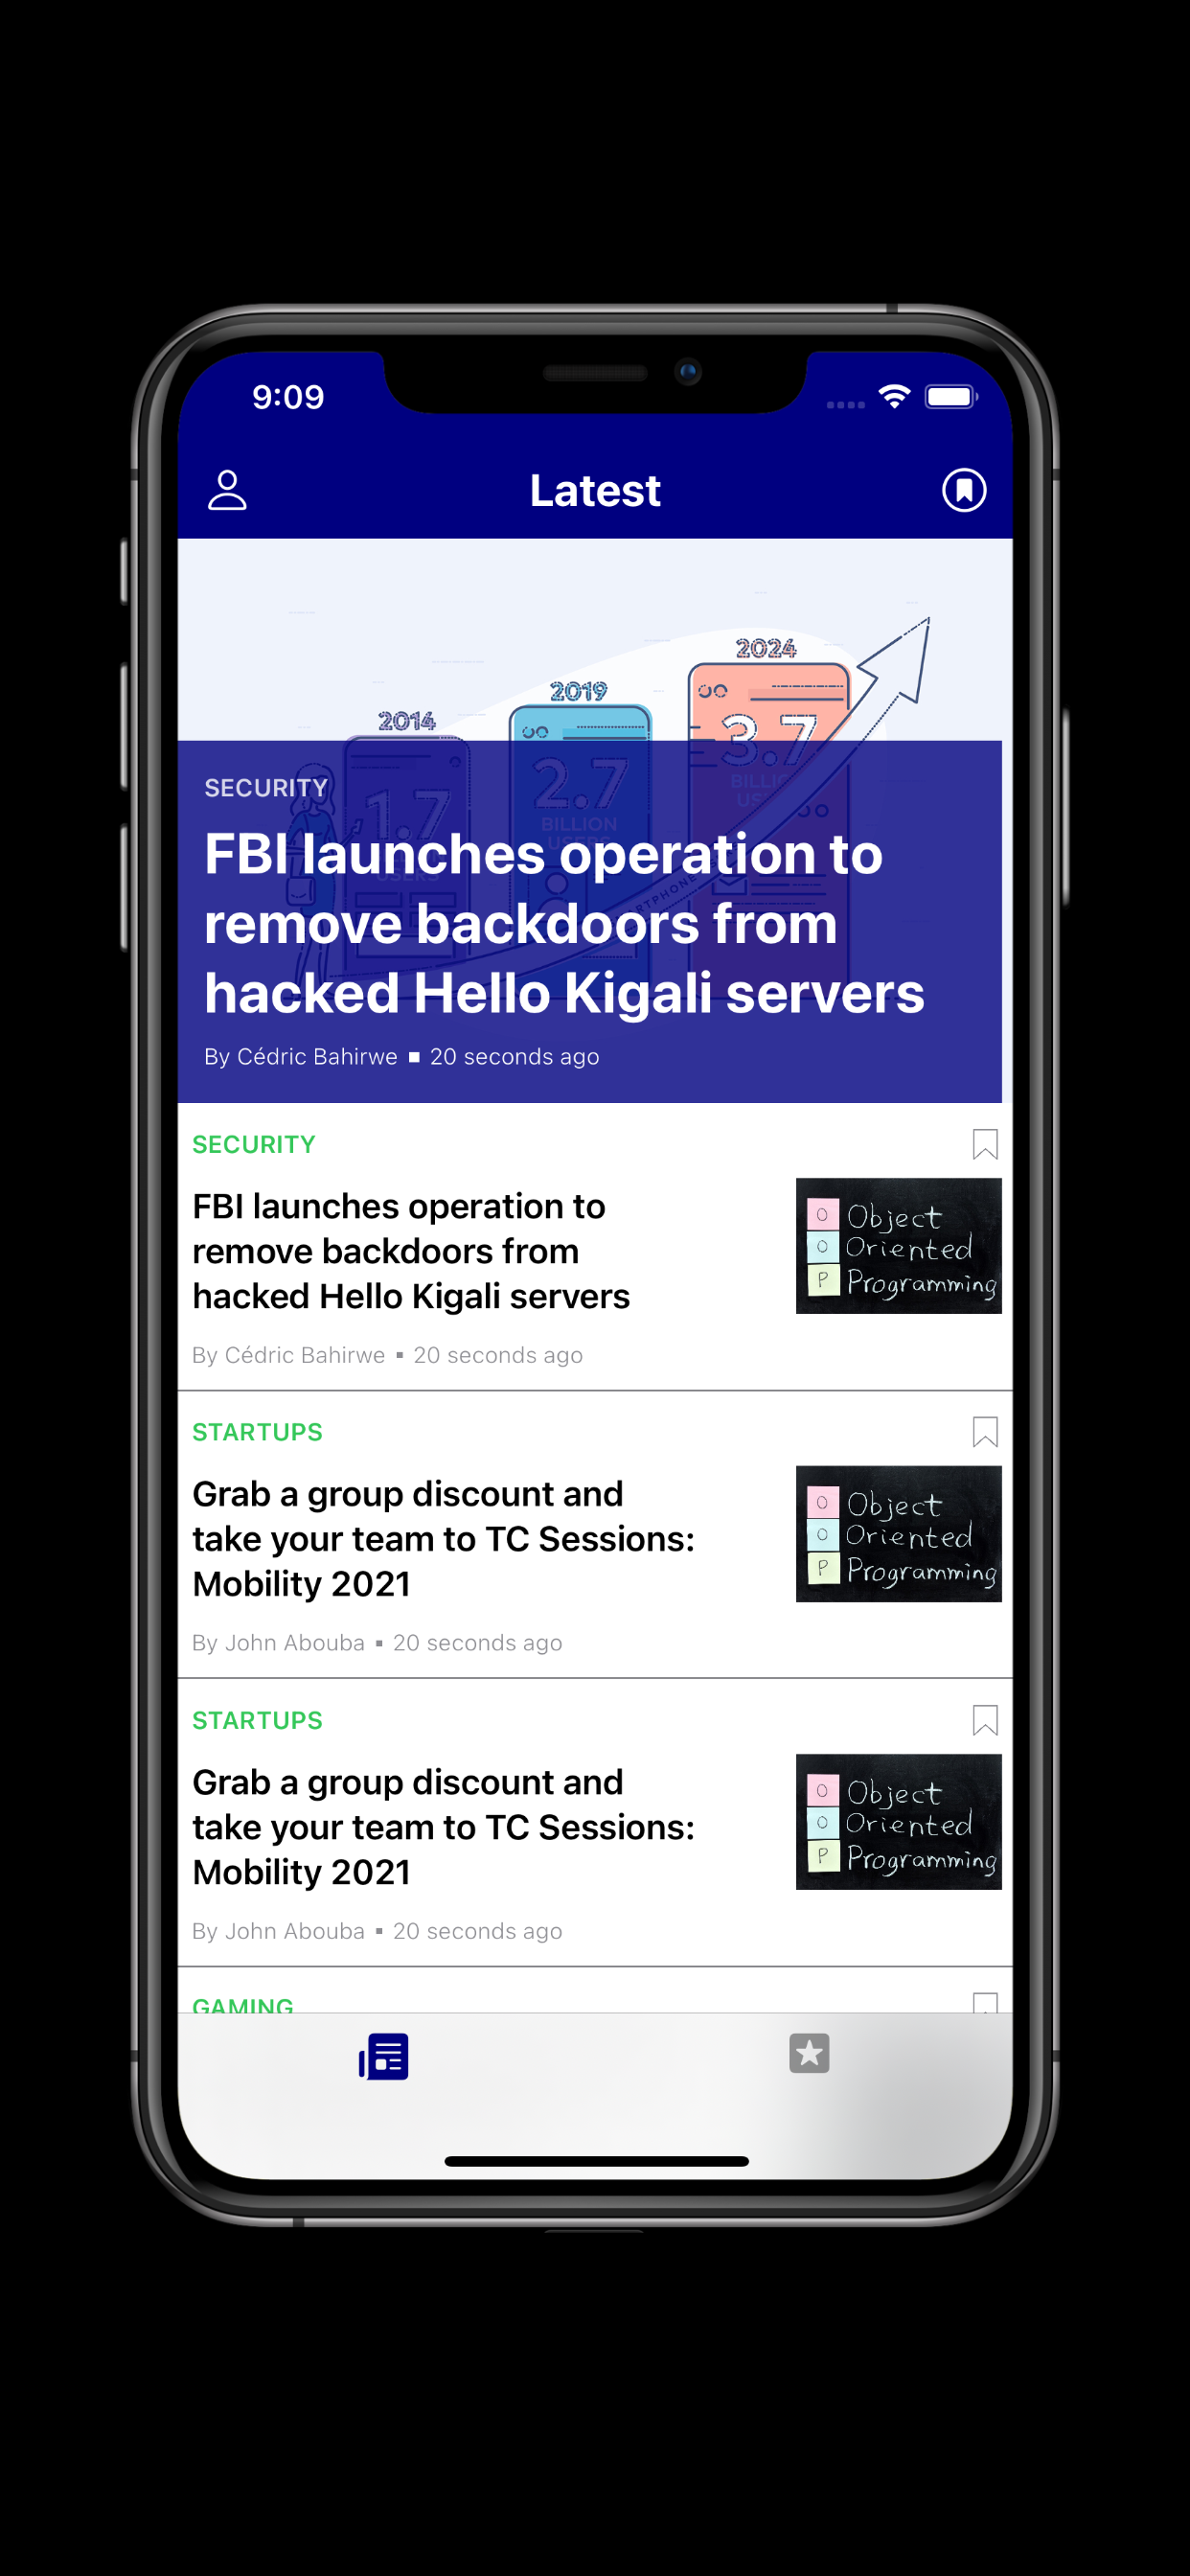 9:09
Latest
2024
2019
2014
3.7
BILLION
2.7
BILLION
USERS
1.7
USERS
SECURITY
FBI launches operation to
remove backdoors from
hacked Hello Kigali servers
By Cédric Bahirwe ▪ 20 seconds ago
SECURITY
FBI launches operation to
remove backdoors from
hacked Hello Kigali servers
By Cédric Bahirwe ▪ 20 seconds ago
O Object
O Oriented
P Programming
STARTUPS
Grab a group discount and
take your team to TC Sessions:
Mobility 2021
By John Abouba ▪ 20 seconds ago
O Object
O Oriented
P Programming
STARTUPS
Grab a group discount and
take your team to TC Sessions:
Mobility 2021
By John Abouba ▪ 20 seconds ago
O Object
O Oriented
P Programming
GAMING